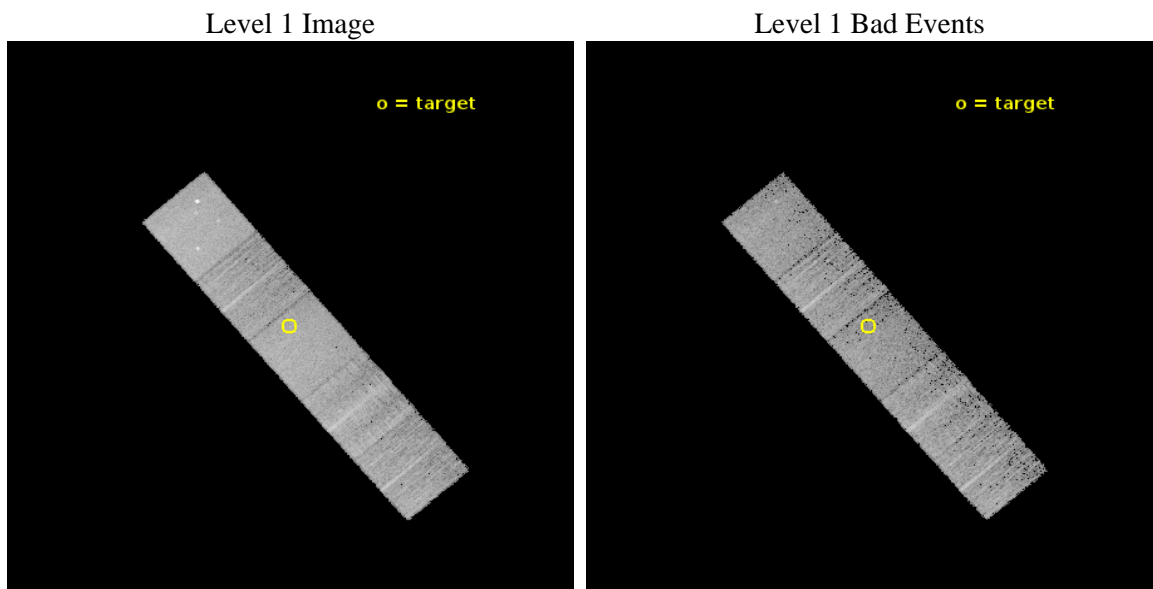 Level 1 Image
Level 1 Bad Events
o = target
o = target